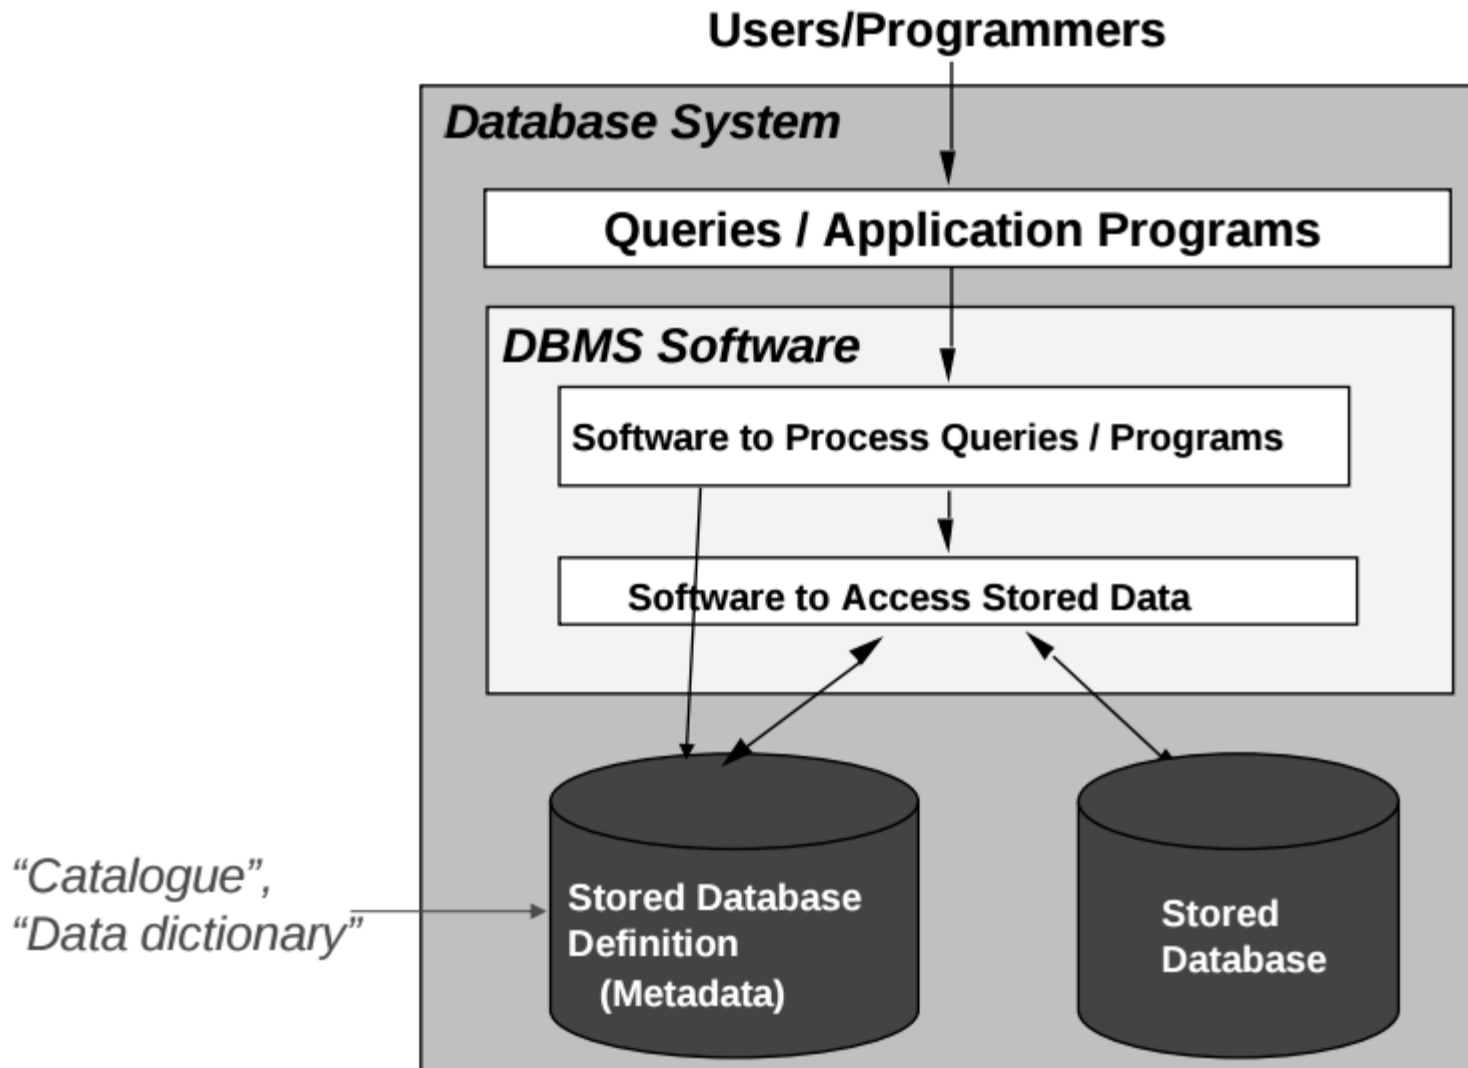 Users/Programmers
Database System
Queries / Application Programs
DBMS Software
Software to Process Queries / Programs
Software to Access Stored Data
“Catalogue”,
“Data dictionary”
Stored Database
Definition
(Metadata)
Stored
Database